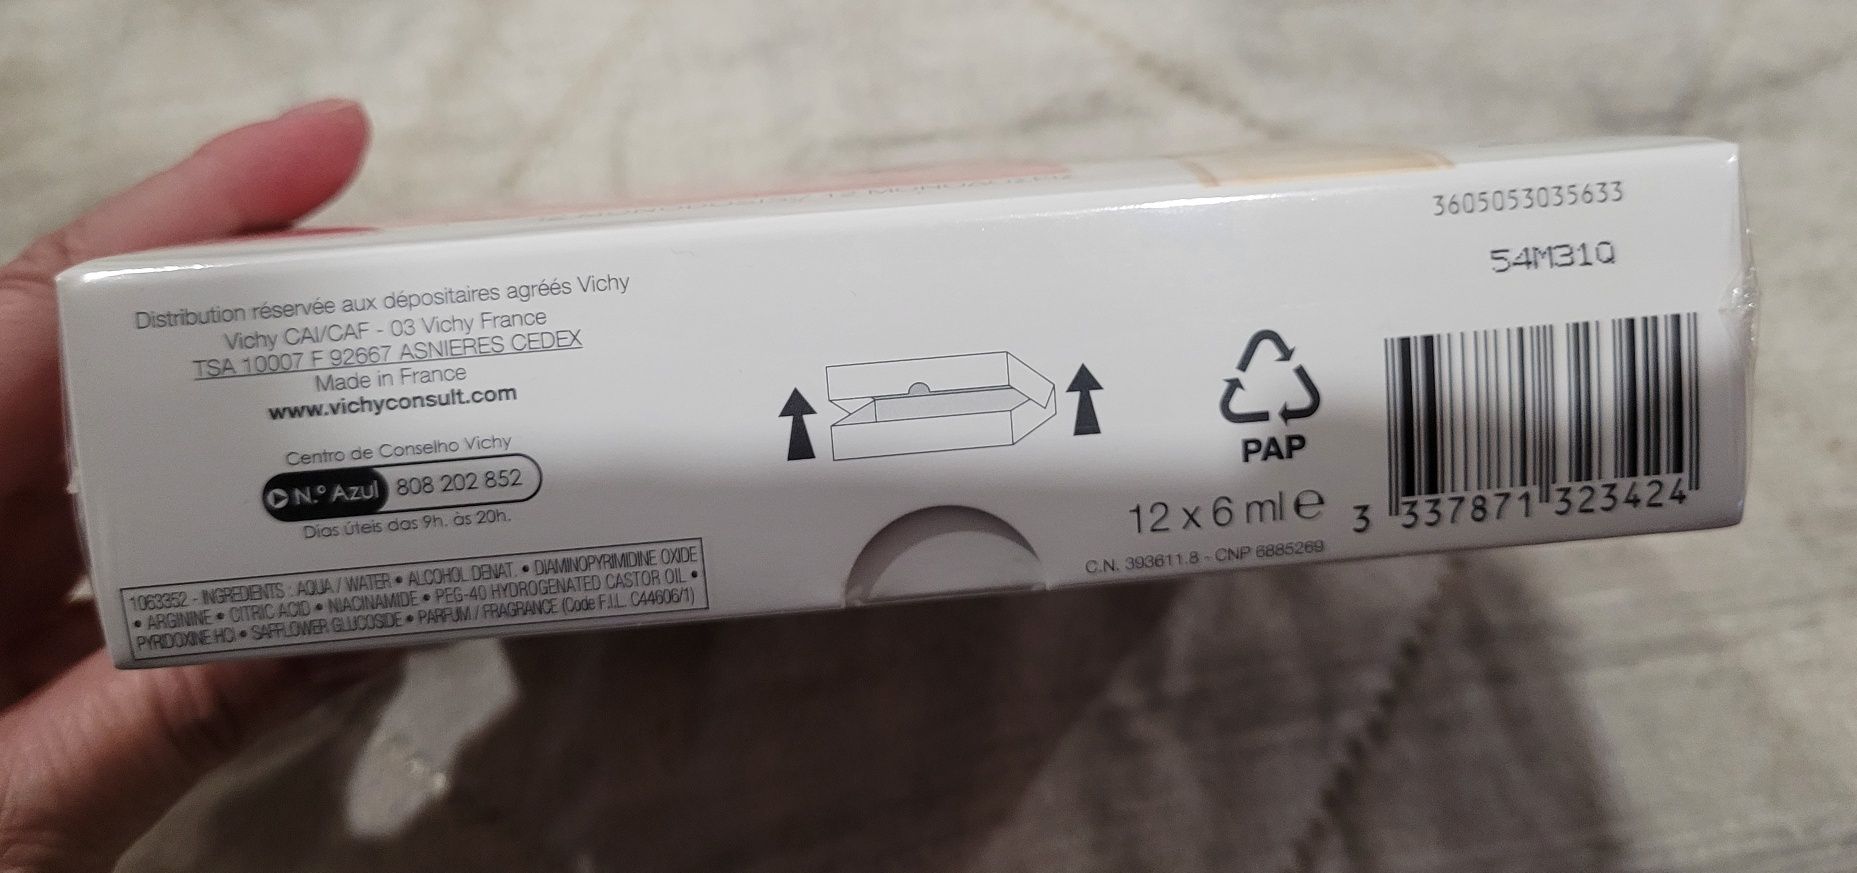 3605053035633
54M31Q
Distribution réservée aux dépositaires agréés Vichy
Vichy CAI/CAF - 03 Vichy France
TSA 10007 F 92667 ASNIERES CEDEX
Made in France
www.vichyconsult.com
Centro de Conselho Vichy
N.º Azul 808 202 852
Dias úteis das 9h. às 20h.
1063352 - INGREDIENTS : AQUA / WATER • ALCOHOL DENAT. • DIAMINOPYRIMIDINE OXIDE
• ARGININE • CITRIC ACID • NIACINAMIDE • PEG-40 HYDROGENATED CASTOR OIL •
PYRIDOXINE HCl • SAFFLOWER GLUCOSIDE • PARFUM / FRAGRANCE (Code F.I.L. C44606/1)
PAP
12 x 6 ml e
C.N. 393611.8 - CNP 6885269
3 337871 323424